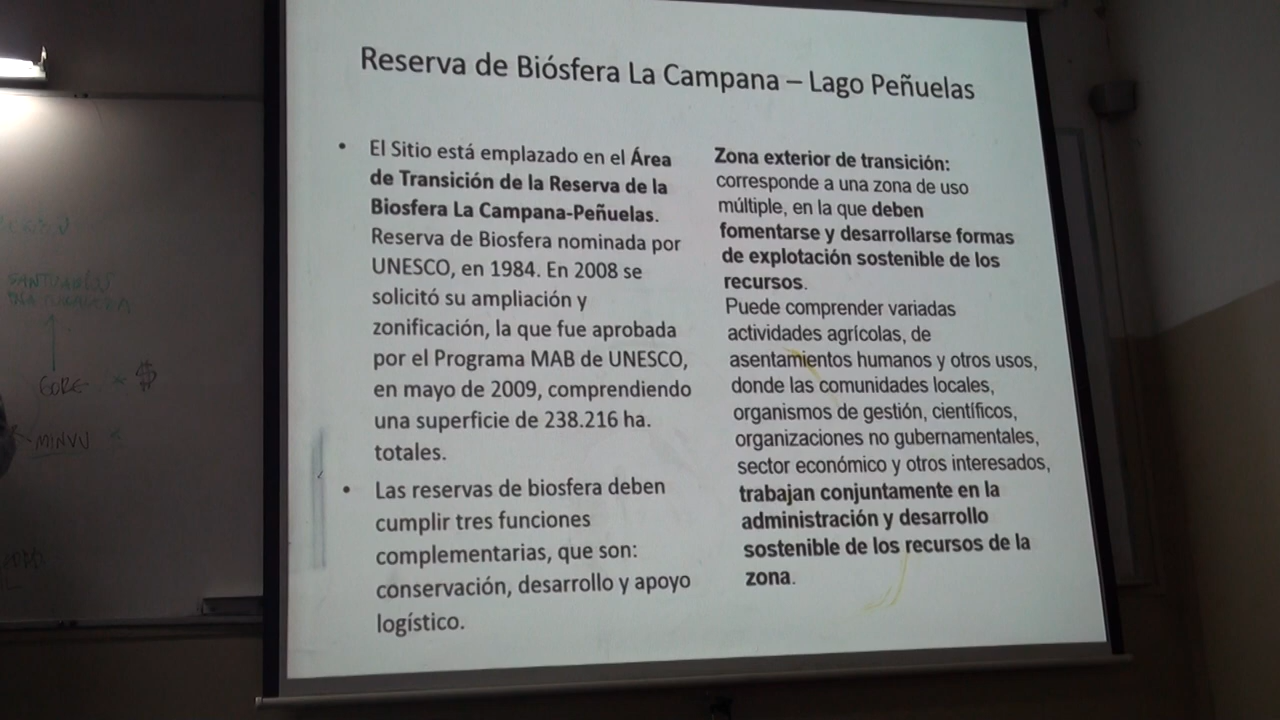 Reserva de Biósfera La Campana – Lago Peñuelas
• El Sitio está emplazado en el Área
de Transición de la Reserva de la
Biosfera La Campana-Peñuelas.
Reserva de Biosfera nominada por
UNESCO, en 1984. En 2008 se
solicitó su ampliación y
zonificación, la que fue aprobada
por el Programa MAB de UNESCO,
en mayo de 2009, comprendiendo
una superficie de 238.216 ha.
totales.
• Las reservas de biosfera deben
cumplir tres funciones
complementarias, que son:
conservación, desarrollo y apoyo
logístico.
Zona exterior de transición:
corresponde a una zona de uso
múltiple, en la que deben
fomentarse y desarrollarse formas
de explotación sostenible de los
recursos.
Puede comprender variadas
actividades agrícolas, de
asentamientos humanos y otros usos,
donde las comunidades locales,
organismos de gestión, científicos,
organizaciones no gubernamentales,
sector económico y otros interesados,
trabajan conjuntamente en la
administración y desarrollo
sostenible de los recursos de la
zona.
GORE $
MINVU